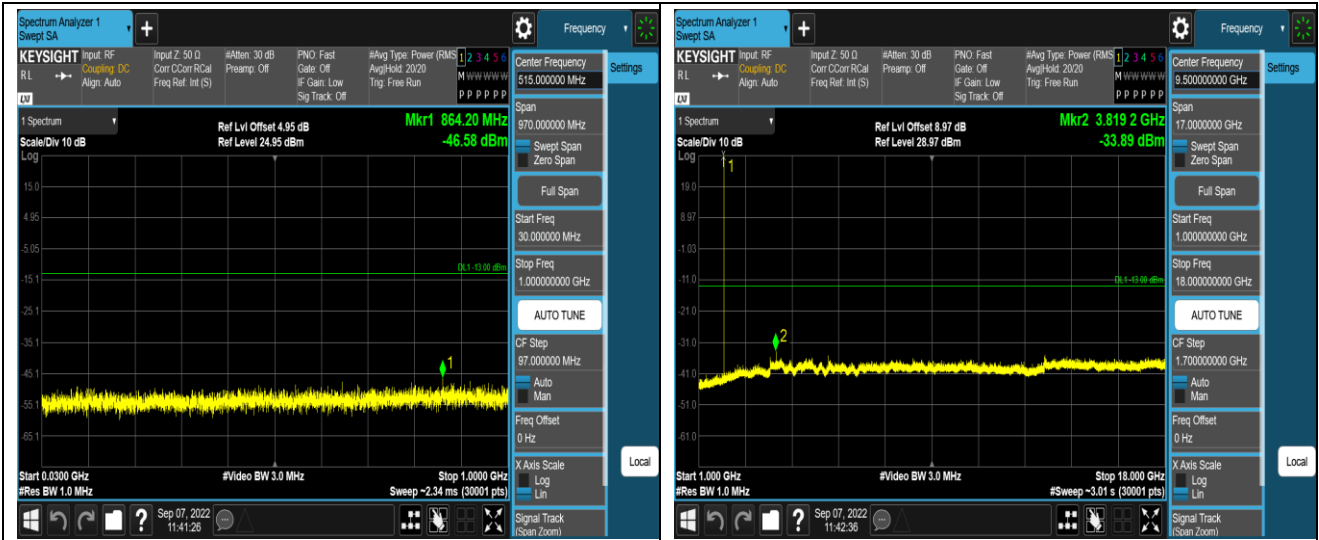 Spectrum Analyzer 1
Swept SA
+
Frequency
KEYSIGHT
RL
LXI
Input: RF
Coupling: DC
Align: Auto
Input Z: 50 Ω
Corr CCorr RCal
Freq Ref: Int (S)
#Atten: 30 dB
Preamp: Off
PNO: Fast
Gate: Off
IF Gain: Low
Sig Track: Off
#Avg Type: Power (RMS
Avg|Hold: 20/20
Trig: Free Run
1 2 3 4 5 6
M W W W W W
P P P P P P
Center Frequency
515.000000 MHz
Settings
Span
970.000000 MHz
Swept Span
Zero Span
Full Span
Start Freq
30.000000 MHz
Stop Freq
1.000000000 GHz
AUTO TUNE
CF Step
97.000000 MHz
Auto
Man
Freq Offset
0 Hz
X Axis Scale
Log
Lin
Signal Track
(Span Zoom)
Local
1 Spectrum
Scale/Div 10 dB
Ref Lvl Offset 4.95 dB
Ref Level 24.95 dBm
Mkr1 864.20 MHz
-46.58 dBm
Log
15.0
4.95
-5.05
DL1 -13.00 dBm
-15.1
-25.1
-35.1
1
-45.1
-55.1
-65.1
Start 0.0300 GHz
#Video BW 3.0 MHz
Stop 1.0000 GHz
#Res BW 1.0 MHz
Sweep ~2.34 ms (30001 pts)
?
Sep 07, 2022
11:41:26
Spectrum Analyzer 1
Swept SA
+
Frequency
KEYSIGHT
RL
LXI
Input: RF
Coupling: DC
Align: Auto
Input Z: 50 Ω
Corr CCorr RCal
Freq Ref: Int (S)
#Atten: 30 dB
Preamp: Off
PNO: Fast
Gate: Off
IF Gain: Low
Sig Track: Off
#Avg Type: Power (RMS
Avg|Hold: 20/20
Trig: Free Run
1 2 3 4 5 6
M W W W W W
P P P P P P
Center Frequency
9.500000000 GHz
Settings
Span
17.0000000 GHz
Swept Span
Zero Span
Full Span
Start Freq
1.000000000 GHz
Stop Freq
18.000000000 GHz
AUTO TUNE
CF Step
1.700000000 GHz
Auto
Man
Freq Offset
0 Hz
X Axis Scale
Log
Lin
Signal Track
(Span Zoom)
Local
1 Spectrum
Scale/Div 10 dB
Ref Lvl Offset 8.97 dB
Ref Level 28.97 dBm
Mkr2 3.819 2 GHz
-33.89 dBm
Log
1
19.0
8.97
-1.03
-11.0
DL1 -13.00 dBm
-21.0
-31.0
2
-41.0
-51.0
-61.0
Start 1.000 GHz
#Video BW 3.0 MHz
Stop 18.000 GHz
#Res BW 1.0 MHz
#Sweep ~3.01 s (30001 pts)
?
Sep 07, 2022
11:42:36